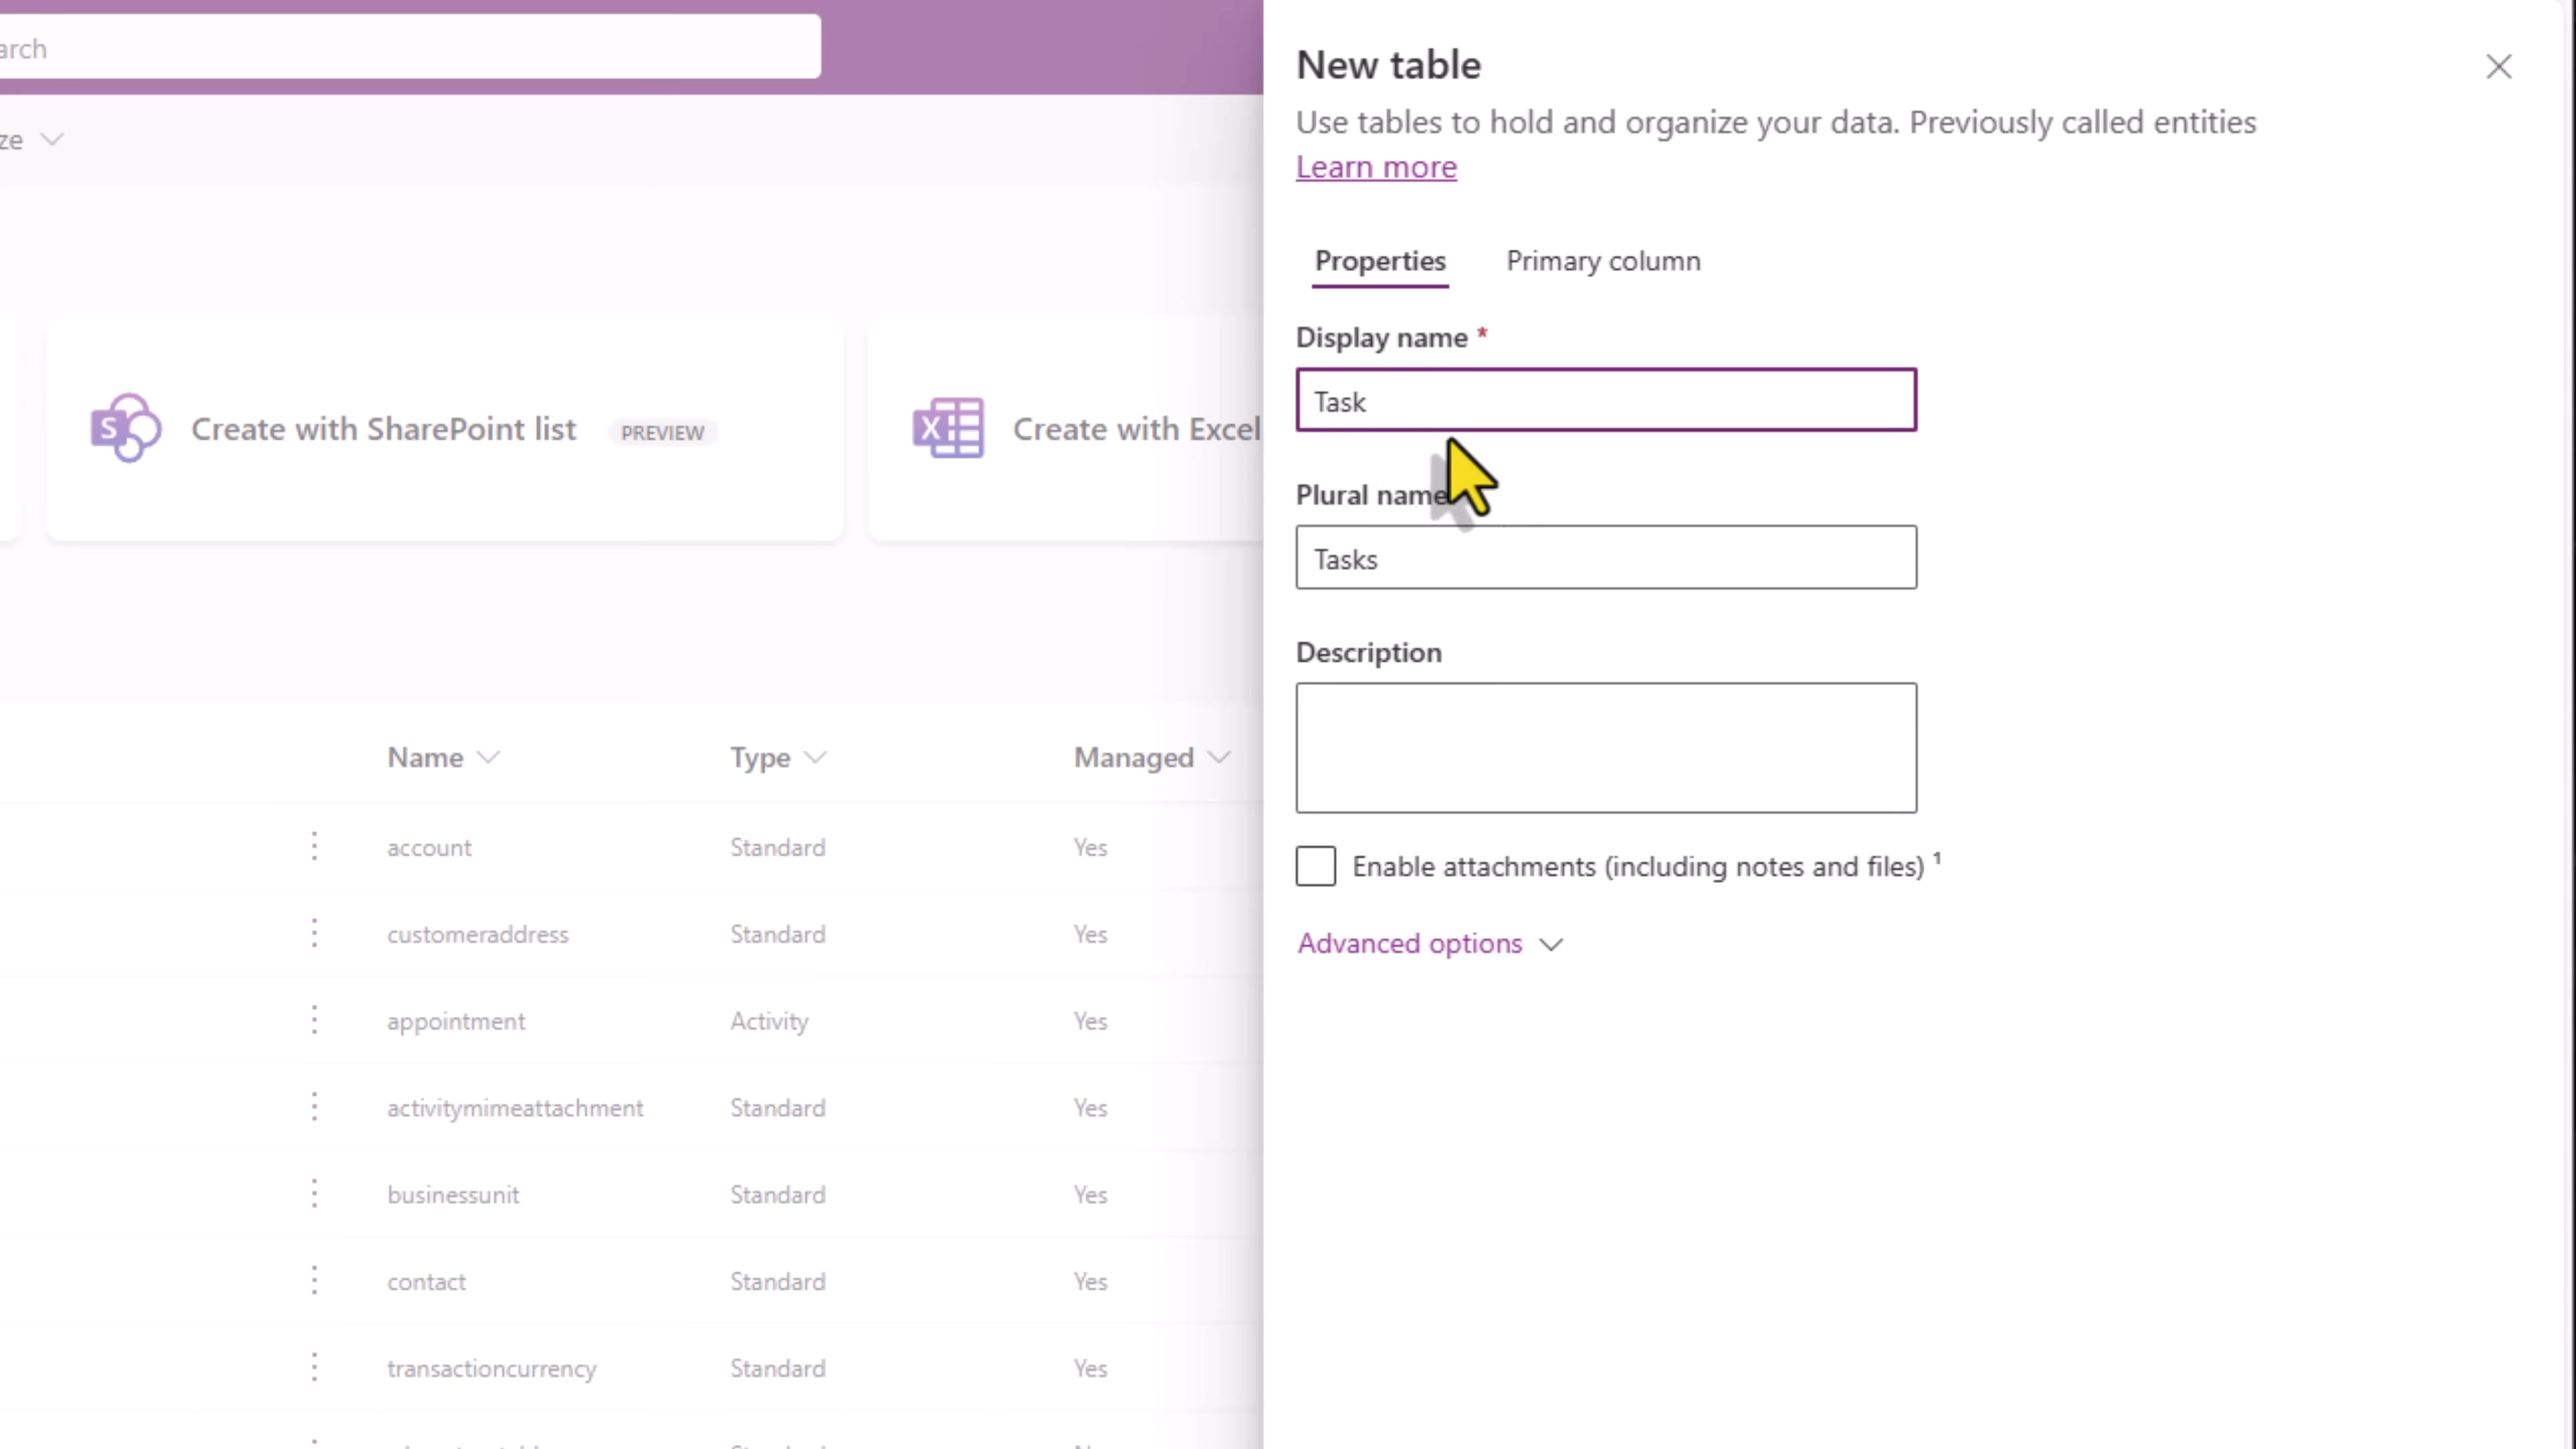 arch
ze
Create with SharePoint list PREVIEW
Create with Excel
Name Type Managed
account Standard Yes
customeraddress Standard Yes
appointment Activity Yes
activitymimeattachment Standard Yes
businessunit Standard Yes
contact Standard Yes
transactioncurrency Standard Yes
New table
Use tables to hold and organize your data. Previously called entities
Learn more
Properties Primary column
Display name *
Task
Plural name
Tasks
Description
Enable attachments (including notes and files) ¹
Advanced options